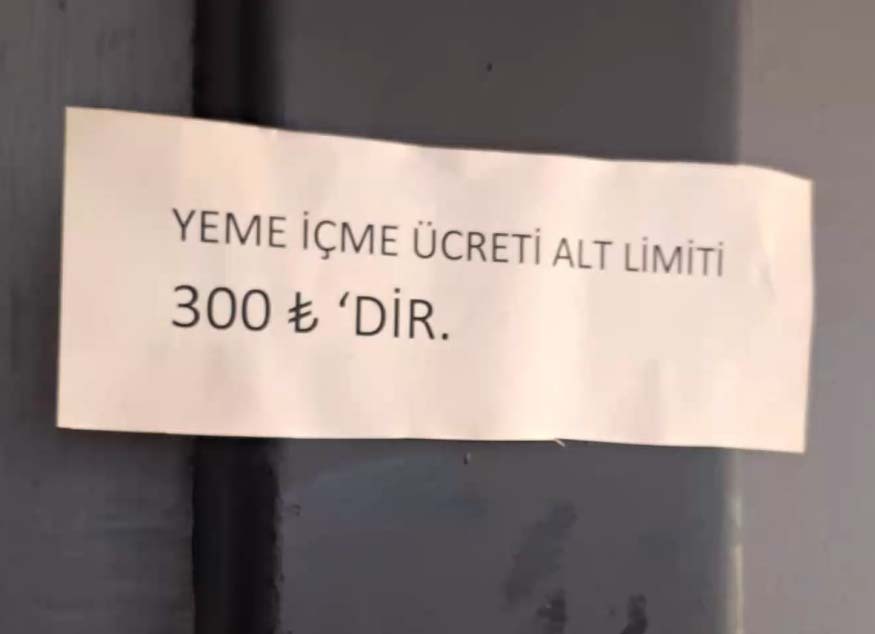 YEME İÇME ÜCRETİ ALT LİMİTİ
300 ₺ ‘DİR.